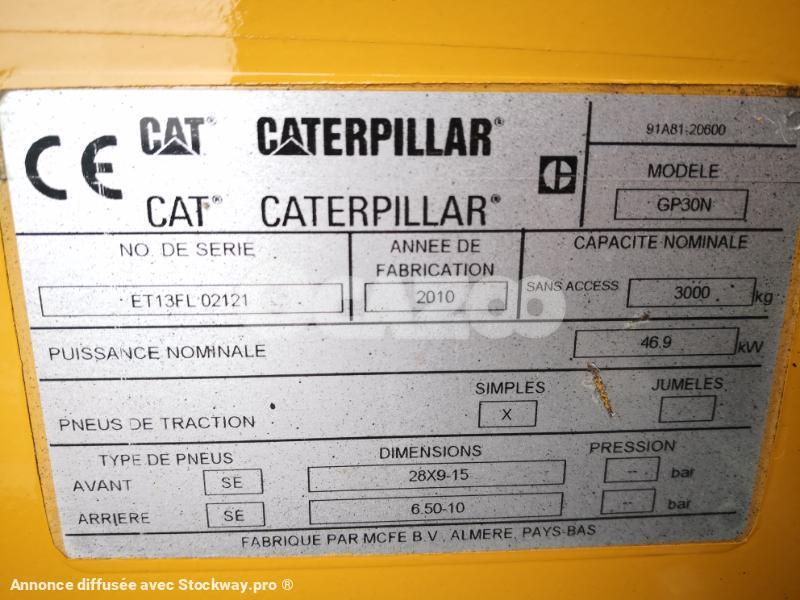 CE CAT® CATERPILLAR® 91A81-20600
CAT® CATERPILLAR® C MODELE
GP30N
NO. DE SERIE ANNEE DE FABRICATION CAPACITE NOMINALE
ET13FL 02121 2010 SANS ACCESS 3000 kg
PUISSANCE NOMINALE 46.9 kW
SIMPLES JUMELES
PNEUS DE TRACTION X
TYPE DE PNEUS DIMENSIONS PRESSION
AVANT SE 28X9-15 -- bar
ARRIERE SE 6.50-10 -- bar
FABRIQUE PAR MCFE B.V., ALMERE, PAYS-BAS
Annonce diffusée avec Stockway.pro ®